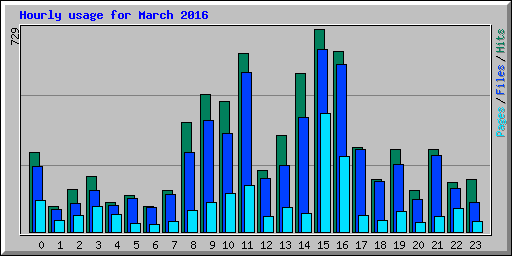 Hourly usage for March 2016
729
Pages/Files/Hits
0 1 2 3 4 5 6 7 8 9 10 11 12 13 14 15 16 17 18 19 20 21 22 23